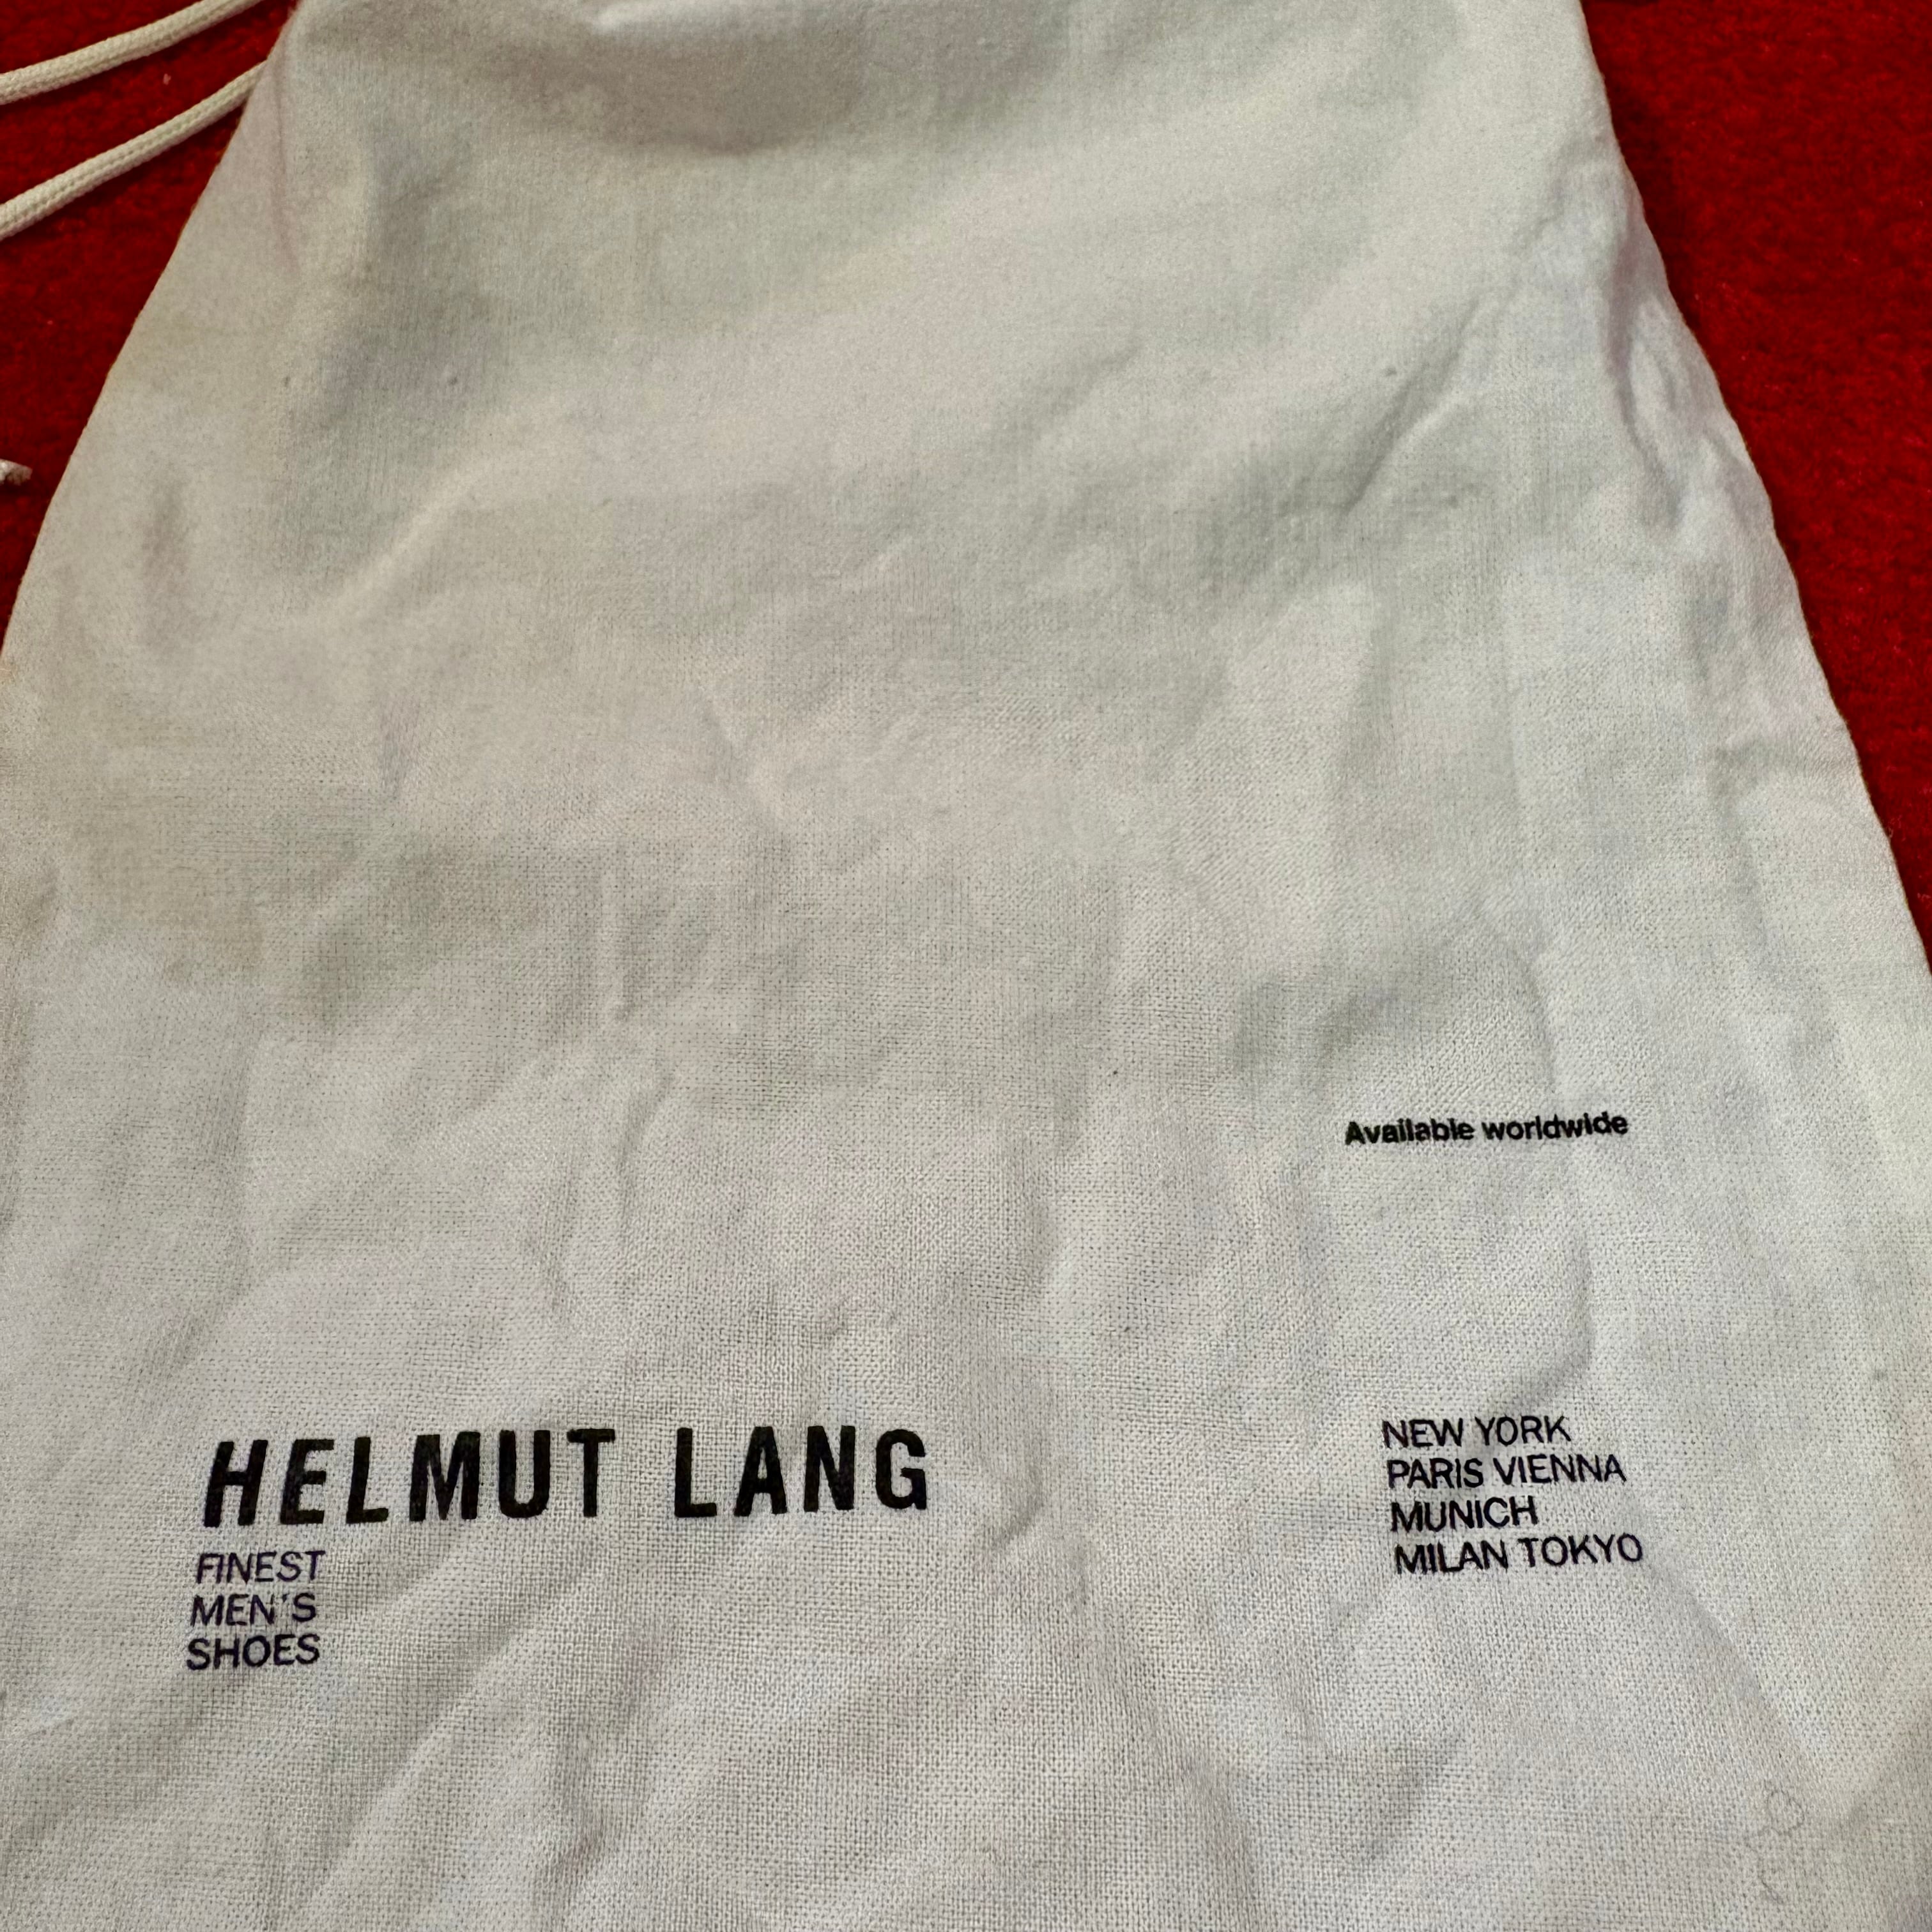 Available worldwide
HELMUT LANG
FINEST
MEN'S
SHOES
NEW YORK
PARIS VIENNA
MUNICH
MILAN TOKYO